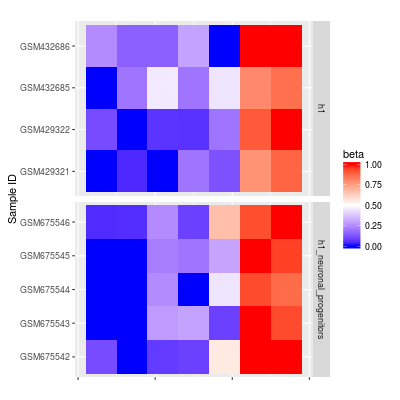 GSM432686
GSM432685
GSM429322
GSM429321
h1
GSM675546
GSM675545
GSM675544
GSM675543
GSM675542
h1_neuronal_progenitors
Sample ID
beta
1.00
0.75
0.50
0.25
0.00